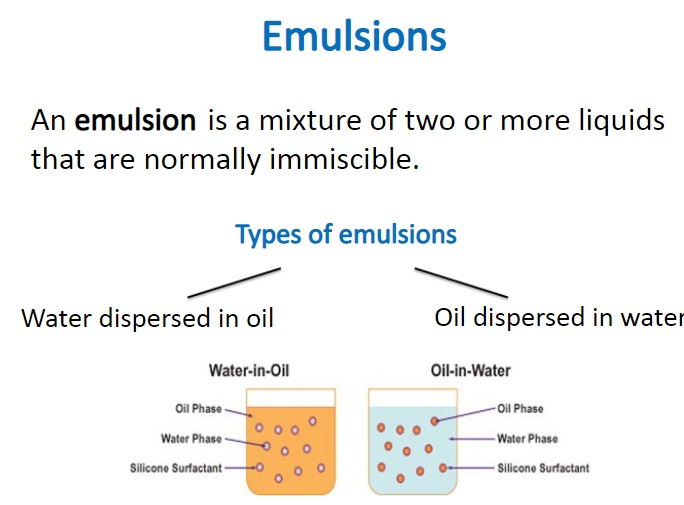 Emulsions
An emulsion is a mixture of two or more liquids
that are normally immiscible.
Types of emulsions
Water dispersed in oil
Oil dispersed in water
Water-in-Oil
Oil-in-Water
Oil Phase
Water Phase
Silicone Surfactant
Oil Phase
Water Phase
Silicone Surfactant